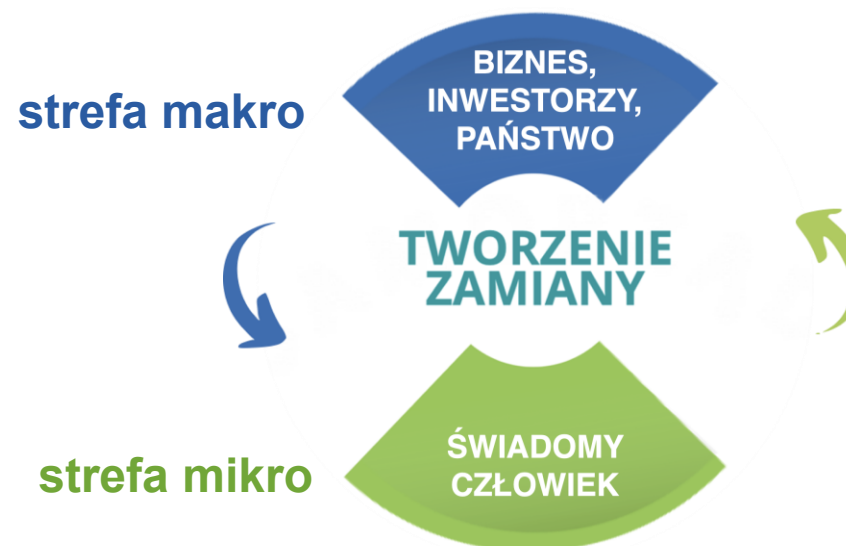 BIZNES,
INWESTORZY,
PAŃSTWO
strefa makro
TWORZENIE
ZAMIANY
ŚWIADOMY
CZŁOWIEK
strefa mikro